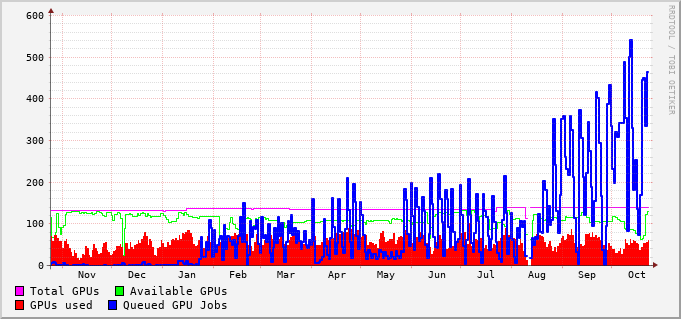 600
500
400
300
200
100
0
Nov Dec Jan Feb Mar Apr May Jun Jul Aug Sep Oct
Total GPUs Available GPUs
GPUs used Queued GPU Jobs
RRDTOOL / TOBI OETIKER